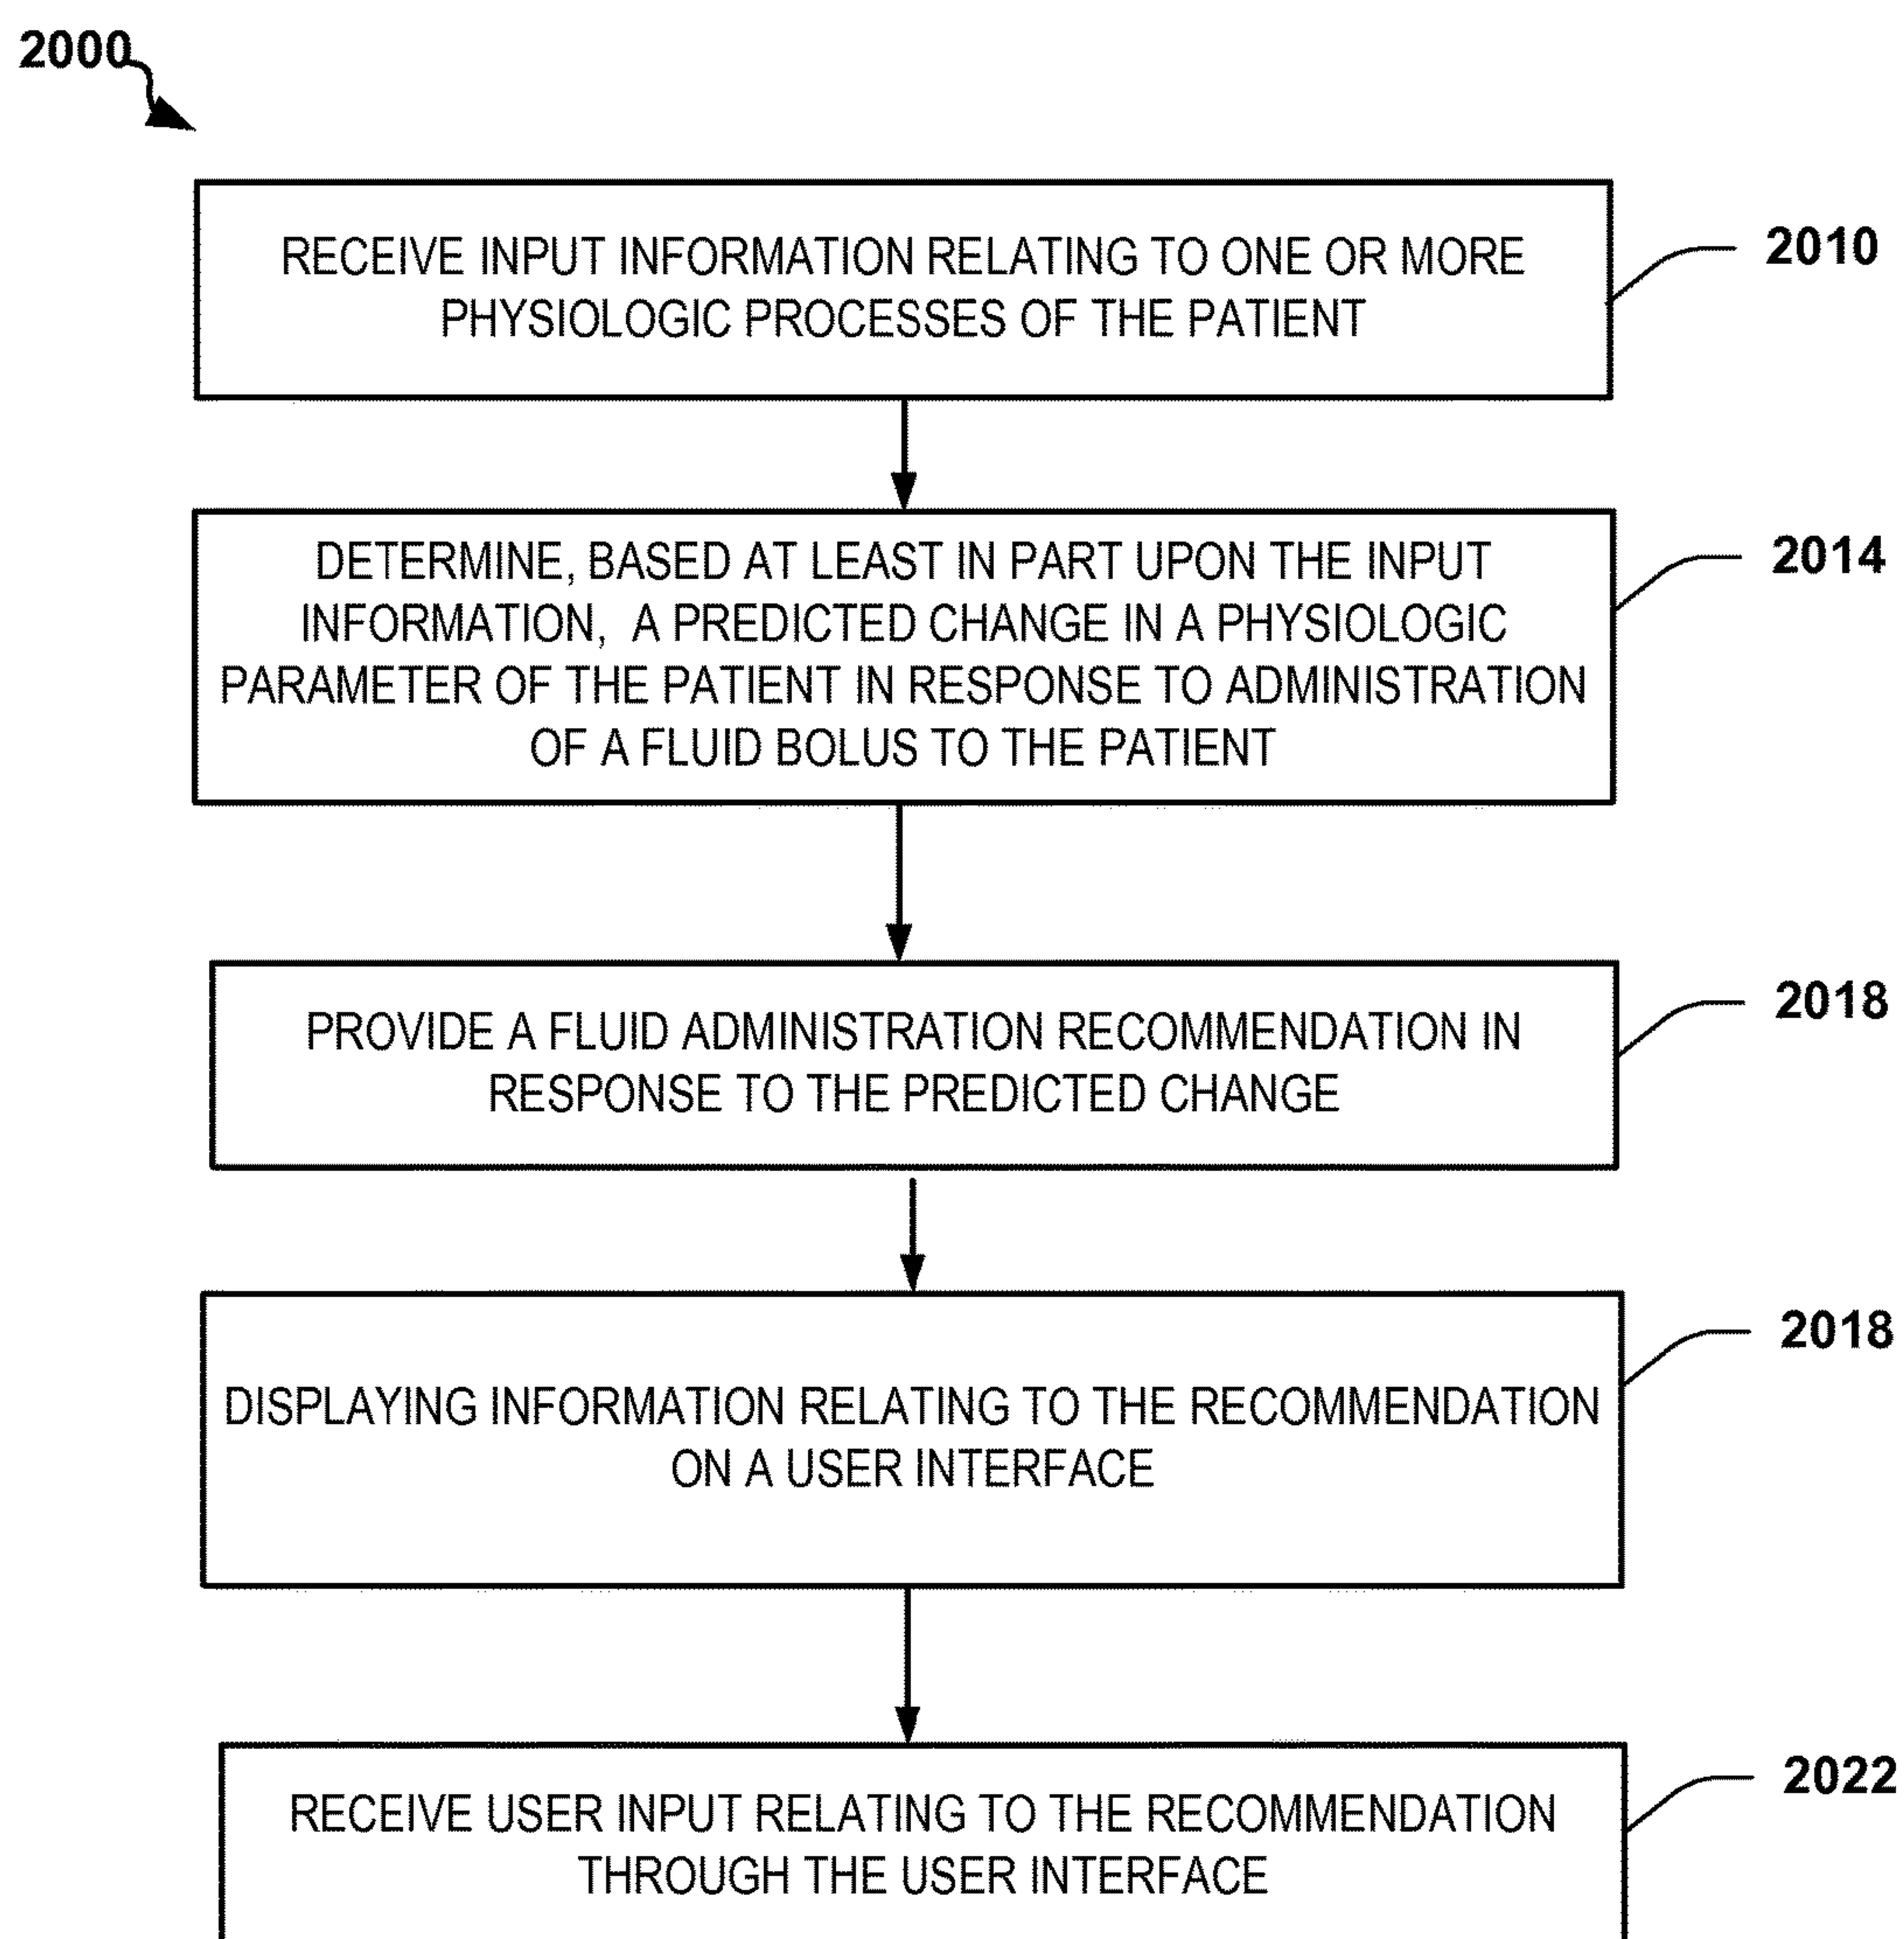 2000
RECEIVE INPUT INFORMATION RELATING TO ONE OR MORE
PHYSIOLOGIC PROCESSES OF THE PATIENT
2010
DETERMINE, BASED AT LEAST IN PART UPON THE INPUT
INFORMATION, A PREDICTED CHANGE IN A PHYSIOLOGIC
PARAMETER OF THE PATIENT IN RESPONSE TO ADMINISTRATION
OF A FLUID BOLUS TO THE PATIENT
2014
PROVIDE A FLUID ADMINISTRATION RECOMMENDATION IN
RESPONSE TO THE PREDICTED CHANGE
2018
DISPLAYING INFORMATION RELATING TO THE RECOMMENDATION
ON A USER INTERFACE
2018
RECEIVE USER INPUT RELATING TO THE RECOMMENDATION
THROUGH THE USER INTERFACE
2022